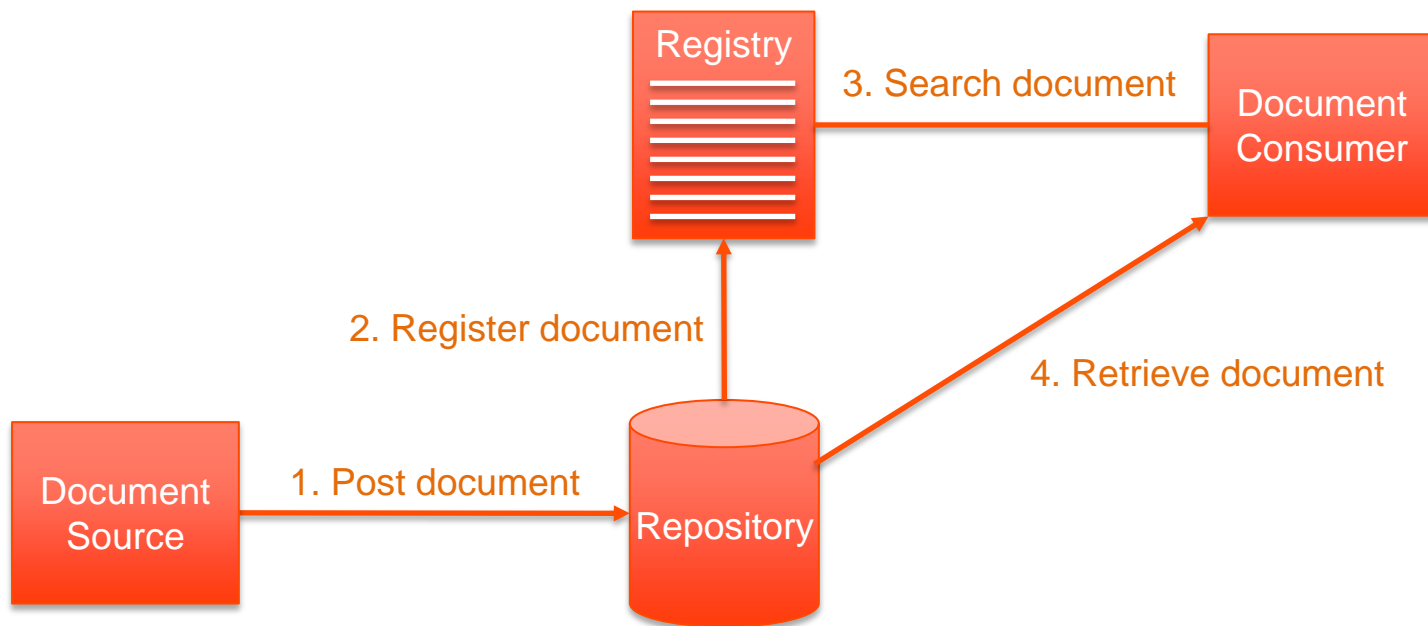 Registry
3. Search document
Document
Consumer
2. Register document
4. Retrieve document
Document
Source
1. Post document
Repository